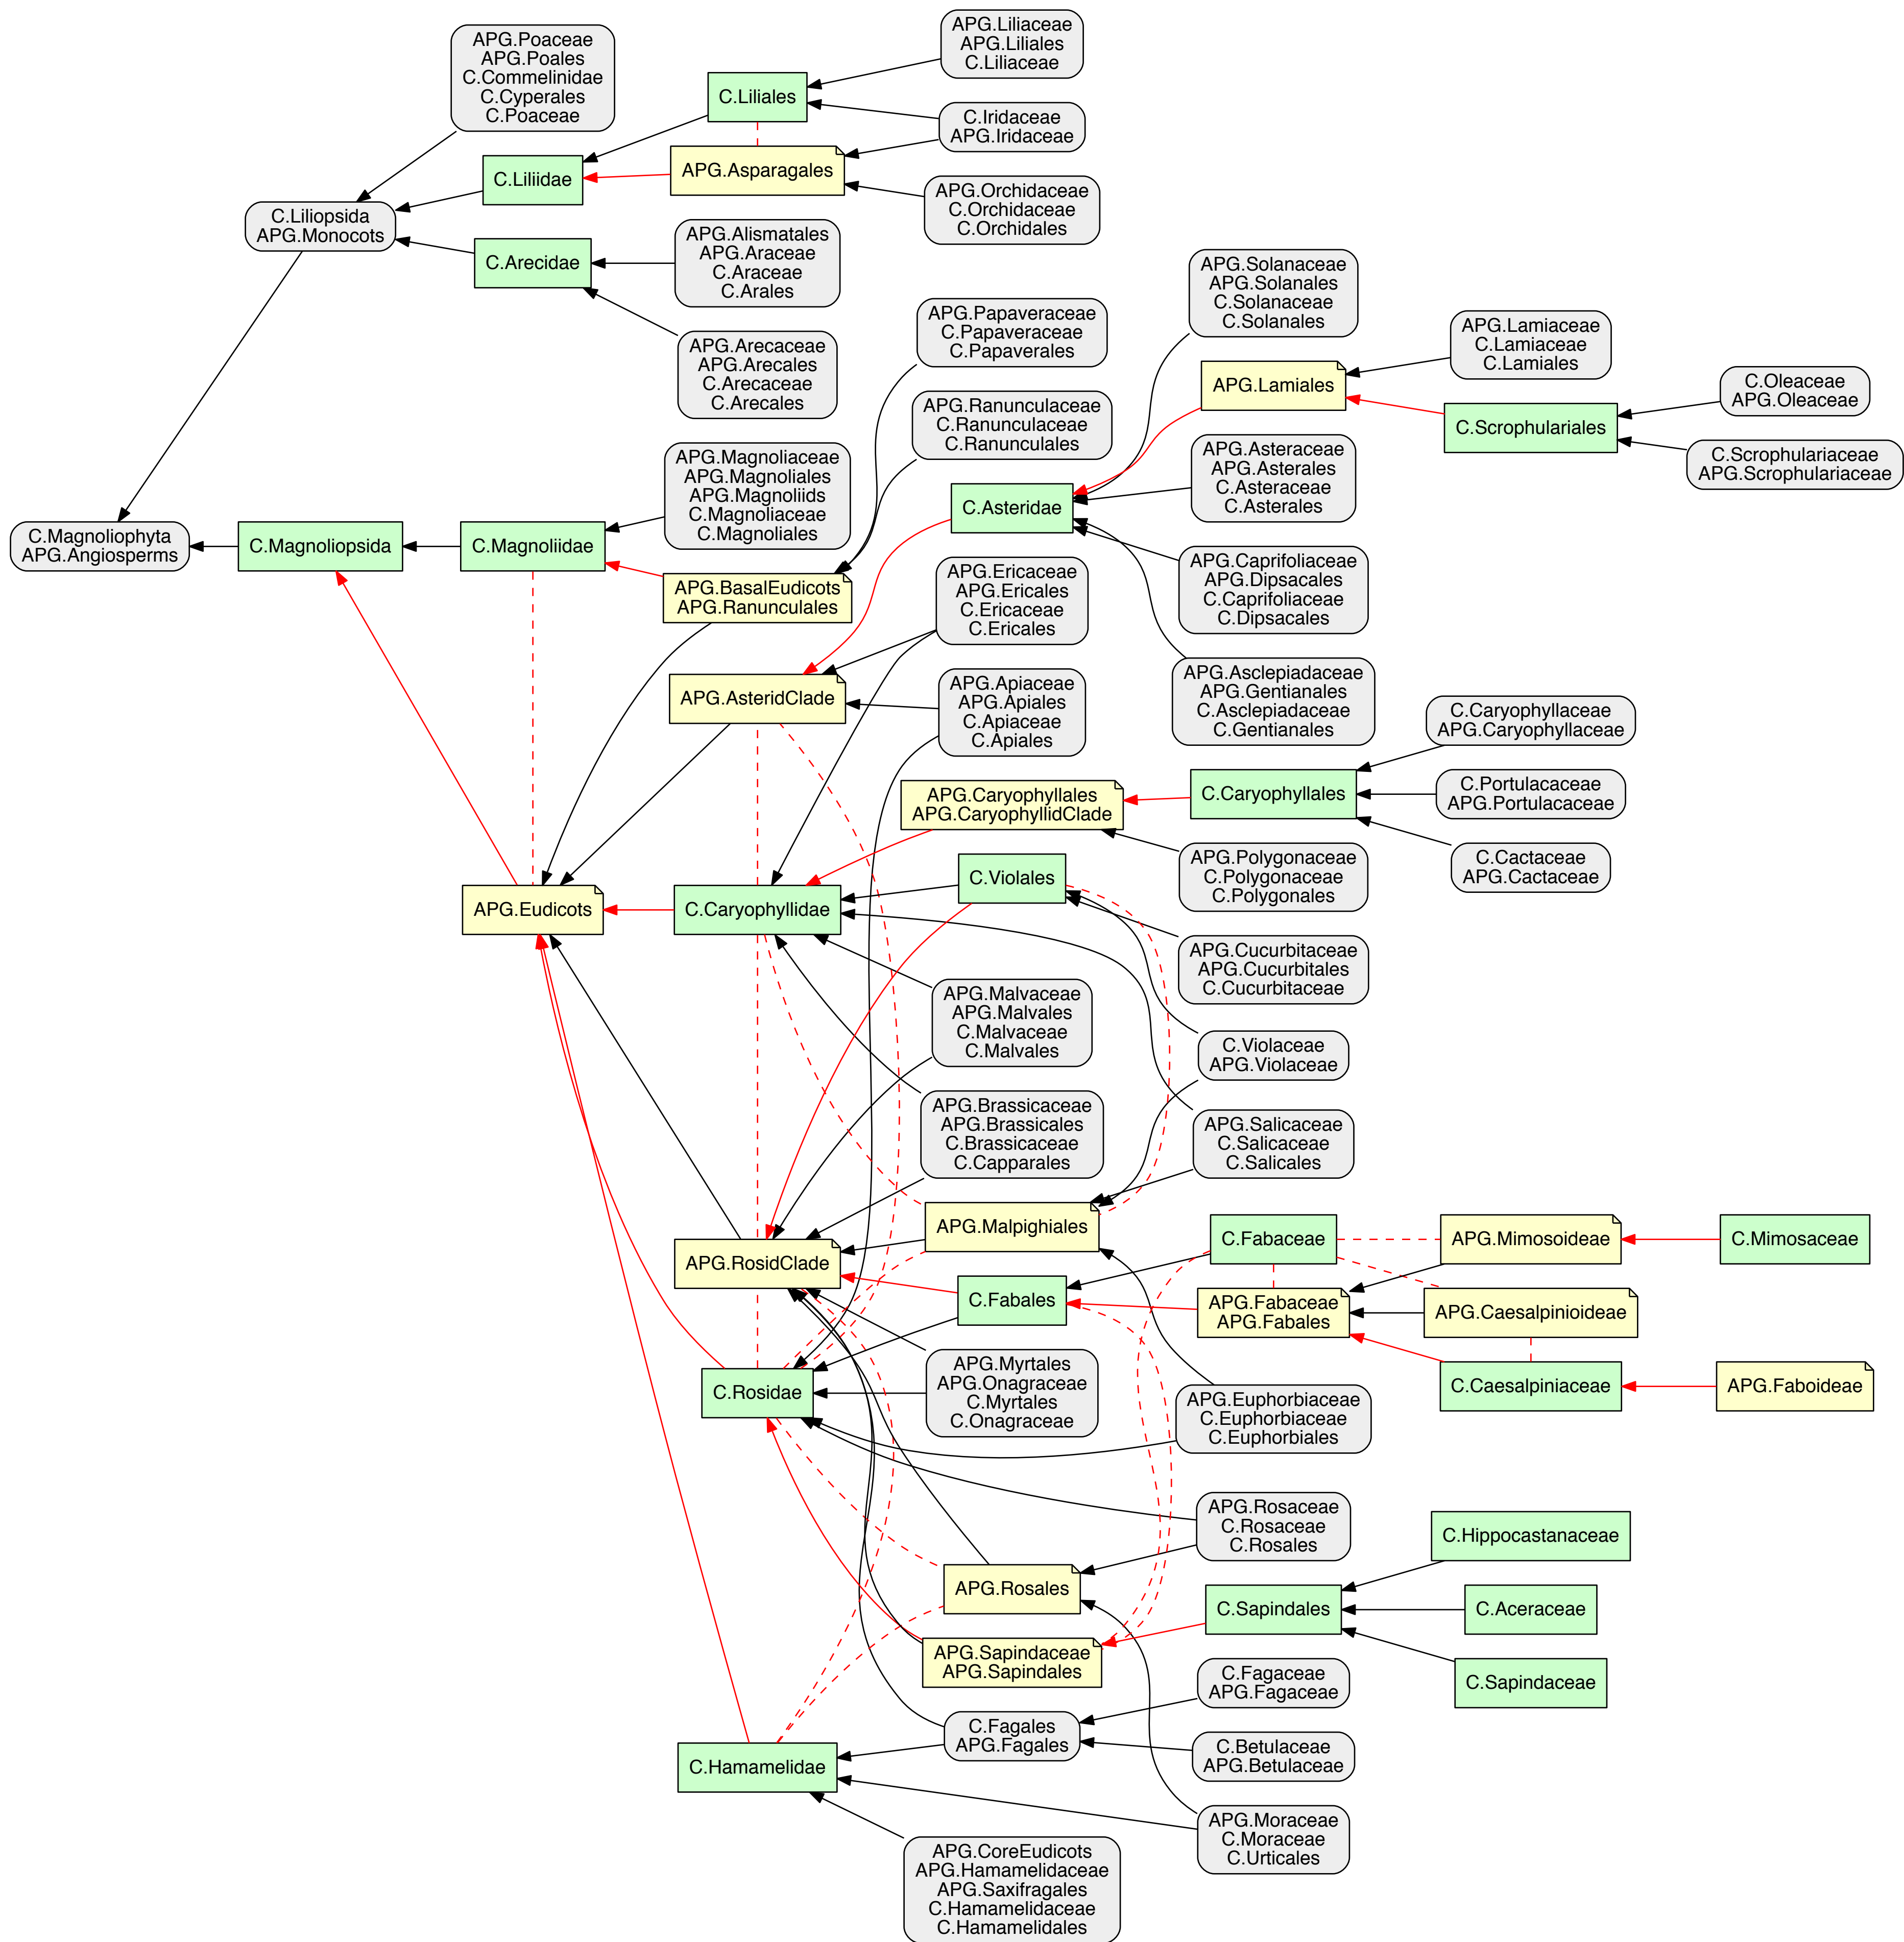 APG.Poaceae
APG.Poales
C.Commelinidae
C.Cyperales
C.Poaceae
APG.Liliaceae
APG.Liliales
C.Liliaceae
C.Liliales
C.Iridaceae
APG.Iridaceae
C.Liliidae
APG.Asparagales
APG.Orchidaceae
C.Orchidaceae
C.Orchidales
C.Liliopsida
APG.Monocots
C.Arecidae
APG.Alismatales
APG.Araceae
C.Araceae
C.Arales
APG.Arecaceae
APG.Arecales
C.Arecaceae
C.Arecales
APG.Papaveraceae
C.Papaveraceae
C.Papaverales
APG.Solanaceae
APG.Solanales
C.Solanaceae
C.Solanales
APG.Lamiaceae
C.Lamiaceae
C.Lamiales
APG.Lamiales
C.Oleaceae
APG.Oleaceae
C.Scrophulariales
C.Scrophulariaceae
APG.Scrophulariaceae
APG.Ranunculaceae
C.Ranunculaceae
C.Ranunculales
APG.Asteraceae
APG.Asterales
C.Asteraceae
C.Asterales
APG.Magnoliaceae
APG.Magnoliales
APG.Magnoliids
C.Magnoliaceae
C.Magnoliales
C.Asteridae
C.Magnoliophyta
APG.Angiosperms
C.Magnoliopsida
C.Magnoliidae
APG.BasalEudicots
APG.Ranunculales
APG.Ericaceae
APG.Ericales
C.Ericaceae
C.Ericales
APG.Caprifoliaceae
APG.Dipsacales
C.Caprifoliaceae
C.Dipsacales
APG.AsteridClade
APG.Apiaceae
APG.Apiales
C.Apiaceae
C.Apiales
APG.Asclepiadaceae
APG.Gentianales
C.Asclepiadaceae
C.Gentianales
C.Caryophyllaceae
APG.Caryophyllaceae
APG.Caryophyllales
APG.CaryophyllidClade
C.Caryophyllales
C.Portulacaceae
APG.Portulacaceae
APG.Polygonaceae
C.Polygonaceae
C.Polygonales
C.Cactaceae
APG.Cactaceae
C.Violales
APG.Eudicots
C.Caryophyllidae
APG.Cucurbitaceae
APG.Cucurbitales
C.Cucurbitaceae
APG.Malvaceae
APG.Malvales
C.Malvaceae
C.Malvales
C.Violaceae
APG.Violaceae
APG.Brassicaceae
APG.Brassicales
C.Brassicaceae
C.Capparales
APG.Salicaceae
C.Salicaceae
C.Salicales
APG.Malpighiales
C.Fabaceae
APG.Mimosoideae
C.Mimosaceae
APG.RosidClade
C.Fabales
APG.Fabaceae
APG.Fabales
APG.Caesalpinioideae
C.Rosidae
APG.Myrtales
APG.Onagraceae
C.Myrtales
C.Onagraceae
C.Caesalpiniaceae
APG.Faboideae
APG.Euphorbiaceae
C.Euphorbiaceae
C.Euphorbiales
APG.Rosaceae
C.Rosaceae
C.Rosales
C.Hippocastanaceae
APG.Rosales
C.Sapindales
C.Aceraceae
APG.Sapindaceae
APG.Sapindales
C.Sapindaceae
C.Fagaceae
APG.Fagaceae
C.Fagales
APG.Fagales
C.Betulaceae
APG.Betulaceae
C.Hamamelidae
APG.Moraceae
C.Moraceae
C.Urticales
APG.CoreEudicots
APG.Hamamelidaceae
APG.Saxifragales
C.Hamamelidaceae
C.Hamamelidales